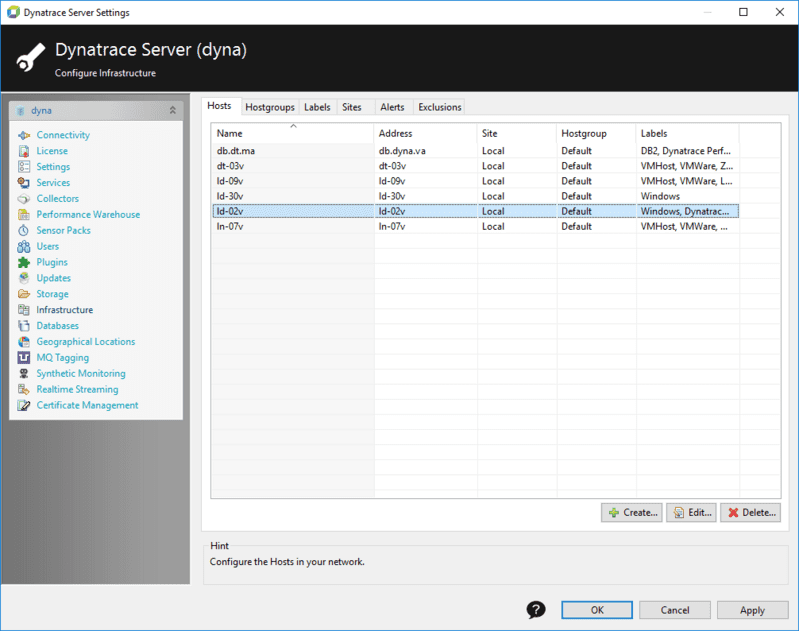 Dynatrace Server Settings
Dynatrace Server (dyna)
Configure Infrastructure
dyna
Connectivity
License
Settings
Services
Collectors
Performance Warehouse
Sensor Packs
Users
Plugins
Updates
Storage
Infrastructure
Databases
Geographical Locations
MQ Tagging
Synthetic Monitoring
Realtime Streaming
Certificate Management
Hosts Hostgroups Labels Sites Alerts Exclusions
Name Address Site Hostgroup Labels
db.dt.ma db.dyna.va Local Default DB2, Dynatrace Perf...
dt-03v dt-03v Local Default VMHost, VMWare, Z...
ld-09v ld-09v Local Default VMHost, VMWare, L...
ld-30v ld-30v Local Default Windows
ld-02v ld-02v Local Default Windows, Dynatrac...
ln-07v ln-07v Local Default VMHost, VMWare, ...
Create... Edit... Delete...
Hint
Configure the Hosts in your network.
? OK Cancel Apply